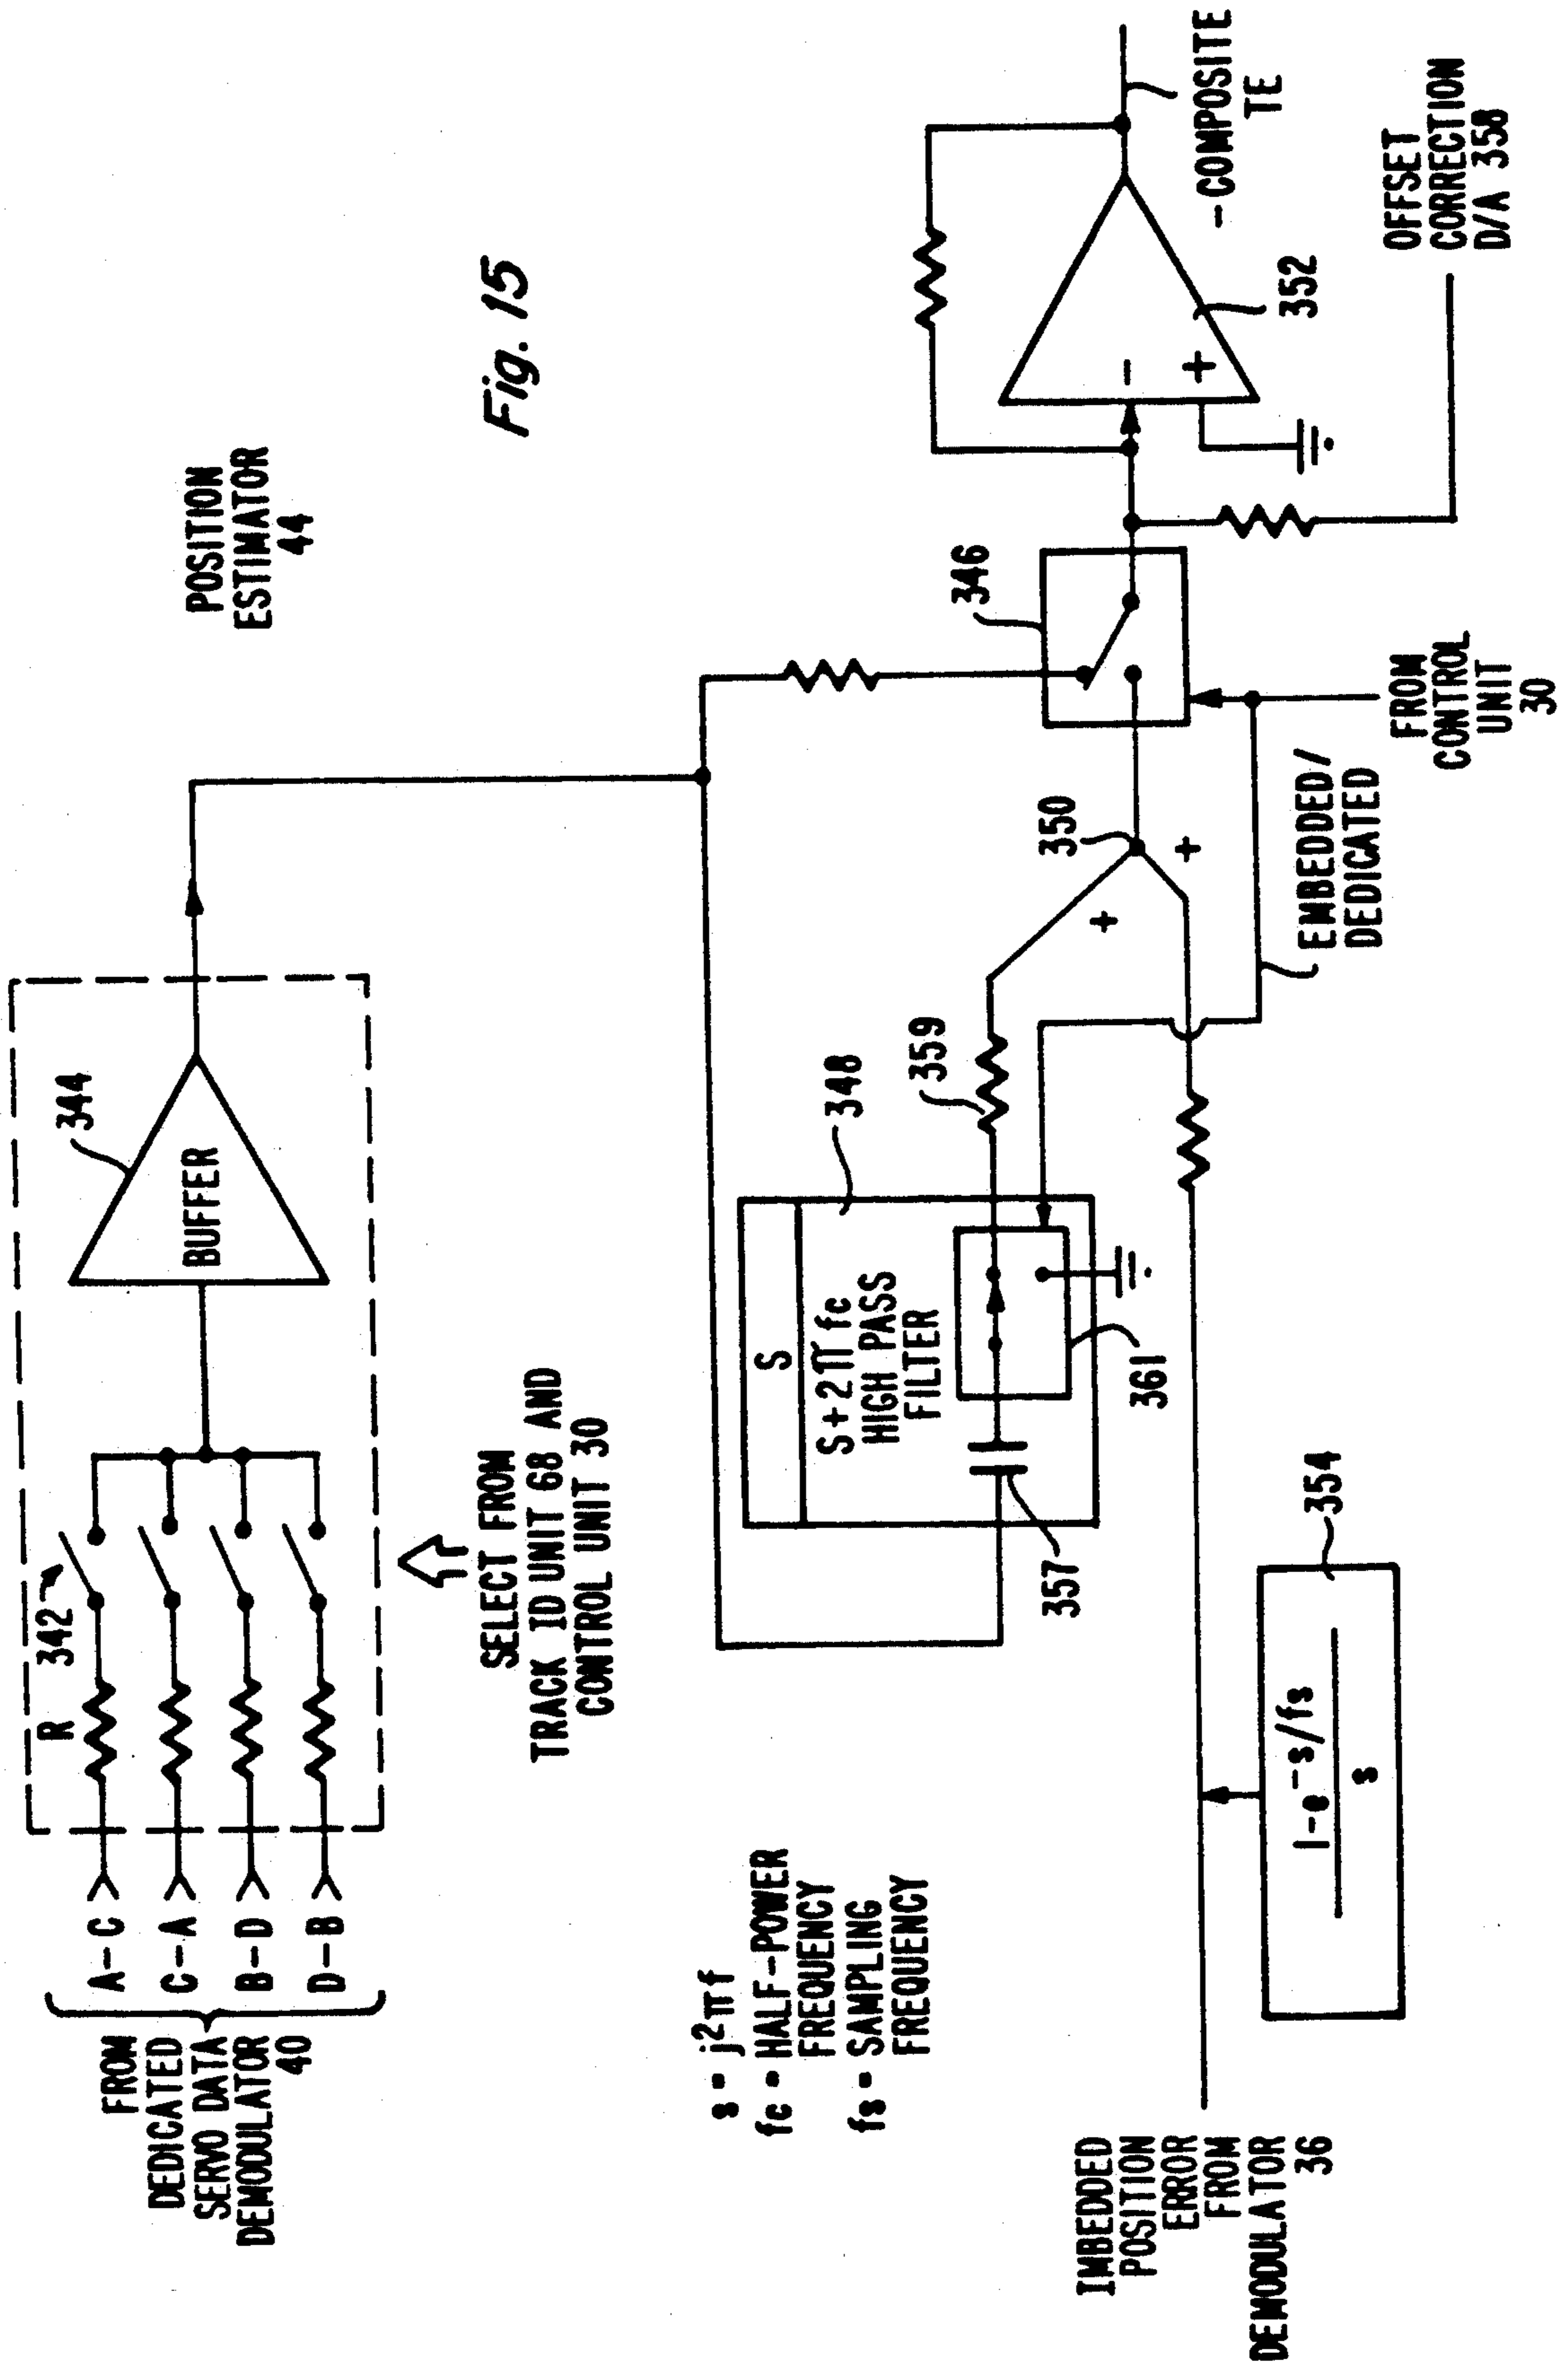 Fig. 15
POSITION
ESTIMATOR
44
FROM
DEDICATED
SERVO DATA
DEMODULATOR
40
A-C
C-A
B-D
D-B
R
342
344
BUFFER
SELECT FROM
TRACK ID UNIT 68 AND
CONTROL UNIT 30
s = j2πf
fc = HALF-POWER
FREQUENCY
fs = SAMPLING
FREQUENCY
S
S+2πfc
HIGH PASS
FILTER
348
357
361
359
350
+
+
346
EMBEDDED/
DEDICATED
FROM
CONTROL
UNIT
30
-
+
352
-COMPOSITE
TE
OFFSET
CORRECTION
D/A 358
IMBEDDED
POSITION
ERROR
FROM
DEMODULATOR
36
1-e-s/fs
s
354